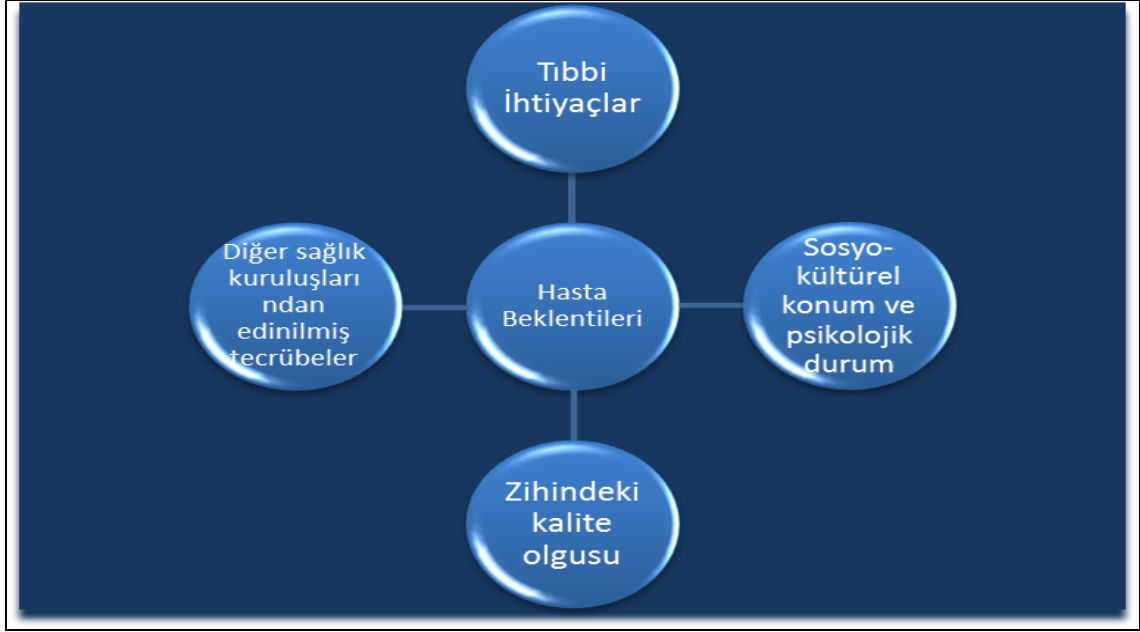 Tıbbi
İhtiyaçlar
Diğer sağlık
kuruluşları
ndan
edinilmiş
tecrübeler
Hasta
Beklentileri
Sosyo-
kültürel
konum ve
psikolojik
durum
Zihindeki
kalite
olgusu